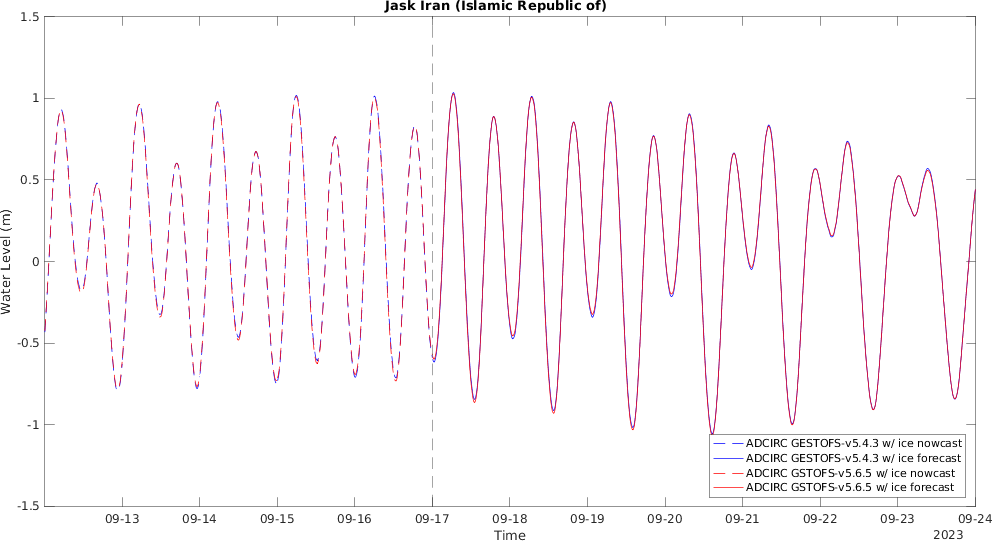 Jask Iran (Islamic Republic of)
Water Level (m)
1.5
1
0.5
0
-0.5
-1
-1.5
ADCIRC GESTOFS-v5.4.3 w/ ice nowcast
ADCIRC GESTOFS-v5.4.3 w/ ice forecast
ADCIRC GSTOFS-v5.6.5 w/ ice nowcast
ADCIRC GSTOFS-v5.6.5 w/ ice forecast
09-13 09-14 09-15 09-16 09-17 09-18 09-19 09-20 09-21 09-22 09-23 09-24
Time
2023